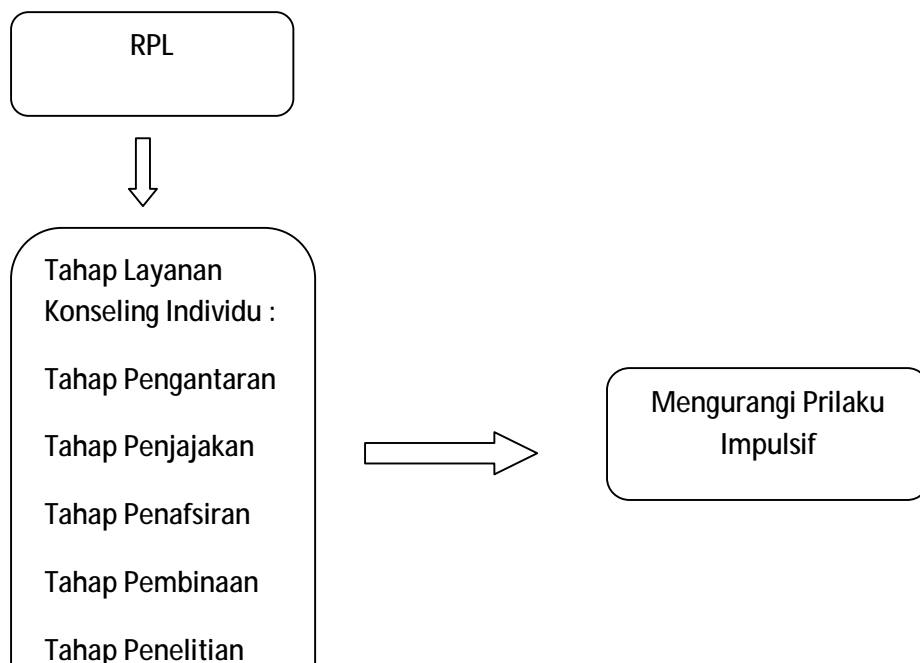 RPL
Tahap Layanan
Konseling Individu :
Tahap Pengantaran
Tahap Penjajakan
Tahap Penafsiran
Tahap Pembinaan
Tahap Penelitian
Mengurangi Prilaku
Impulsif